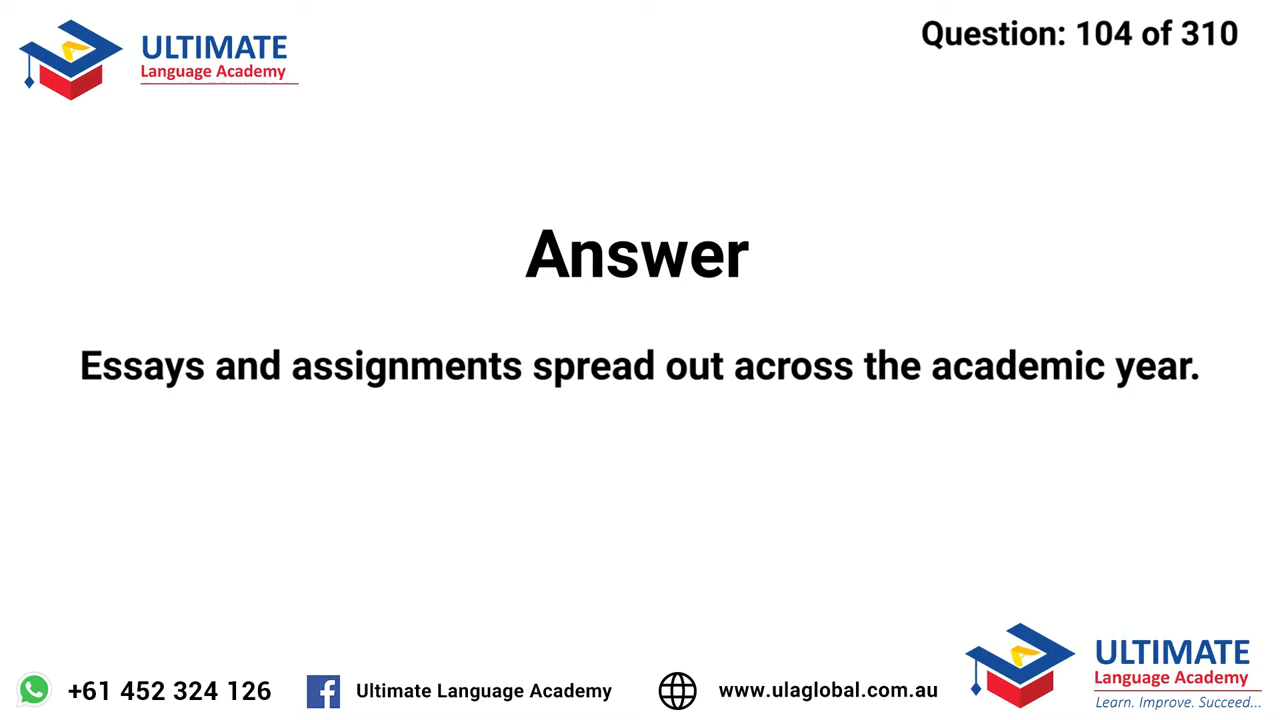 ULTIMATE
Language Academy
Question: 104 of 310
Answer
Essays and assignments spread out across the academic year.
+61 452 324 126
Ultimate Language Academy
www.ulaglobal.com.au
ULTIMATE
Language Academy
Learn. Improve. Succeed...